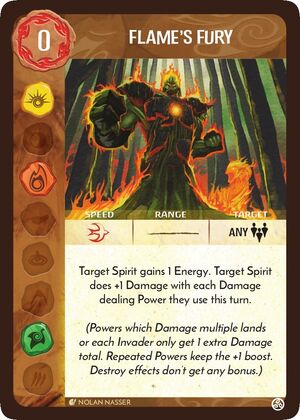 0
FLAME'S FURY
SPEED
RANGE
TARGET
ANY
Target Spirit gains 1 Energy. Target Spirit
does +1 Damage with each Damage
dealing Power they use this turn.
(Powers which Damage multiple lands
or each Invader only get 1 extra Damage
total. Repeated Powers keep the +1 boost.
Destroy effects don't get any bonus.)
NOLAN NASSER